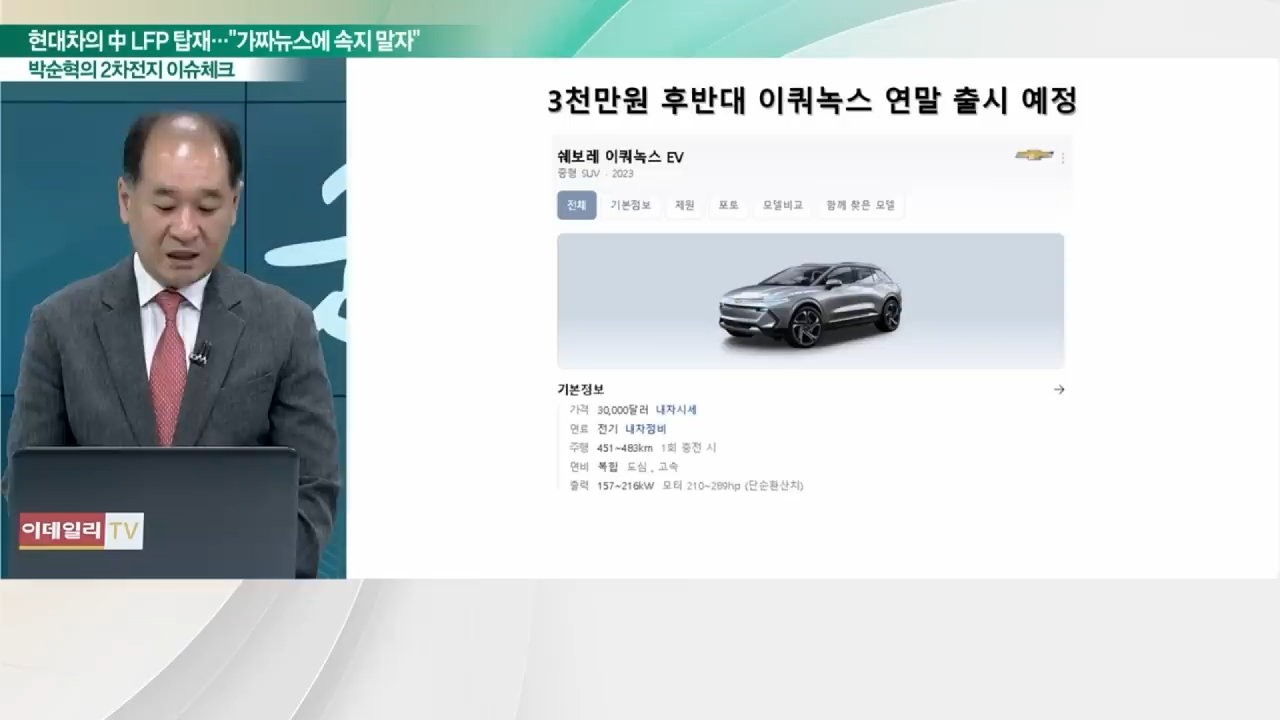 현대차의 中 LFP 탑재…"가짜뉴스에 속지 말자"
박순혁의 2차전지 이슈체크
3천만원 후반대 이쿼녹스 연말 출시 예정
쉐보레 이쿼녹스 EV
중형 SUV · 2023
전체 기본정보 제원 포토 모델비교 함께 찾은 모델
기본정보 →
가격 30,000달러 내차시세
연료 전기 내차정비
주행 451~483km 1회 충전 시
연비 복합 도심 , 고속
출력 157~216kW 모터 210~289hp (단순환산치)
이데일리 TV